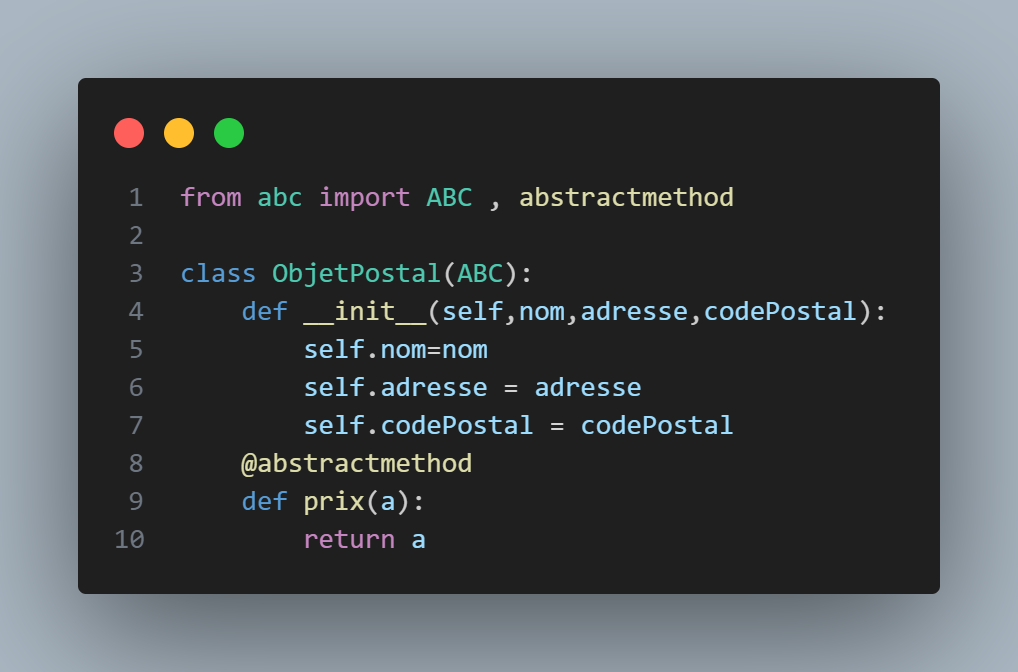 1 from abc import ABC , abstractmethod
2
3 class ObjetPostal(ABC):
4     def __init__(self,nom,adresse,codePostal):
5         self.nom=nom
6         self.adresse = adresse
7         self.codePostal = codePostal
8     @abstractmethod
9     def prix(a):
10         return a